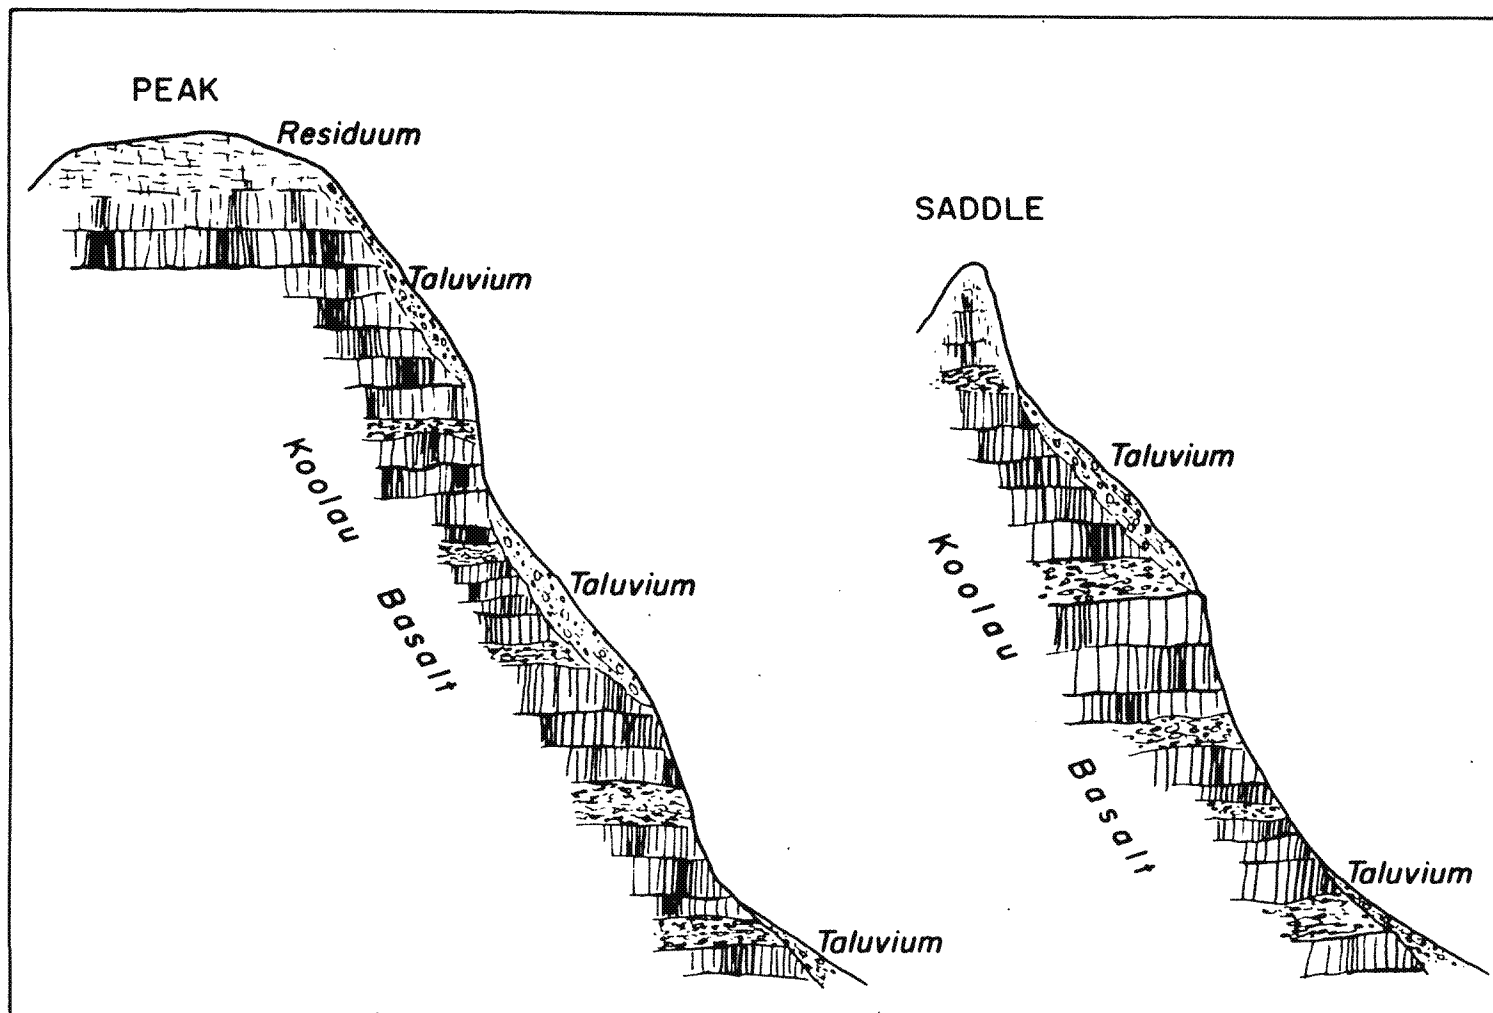 PEAK
Residuum
Taluvium
Koolau
Basalt
Taluvium
Taluvium
SADDLE
Taluvium
Koolau
Basalt
Taluvium